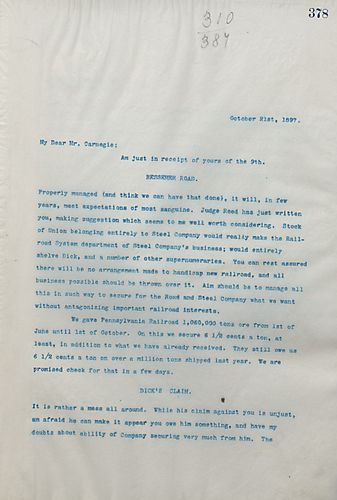 378
310
387
October 21st, 1897.
My Dear Mr. Carnegie:
Am just in receipt of yours of the 9th.
BESSEMER ROAD.
Properly managed (and think we can have that done), it will, in few
years, meet expectations of most sanguine. Judge Reed has just written
you, making suggestion which seems to me well worth considering. Stock
of Union belonging entirely to Steel Company would really make the Rail-
road System department of Steel Company's business; would entirely
shelve Dick, and a number of other supernumeraries. You can rest assured
there will be no arrangement made to handicap new railroad, and all
business possible should be thrown over it. Aim should be to manage all
this in such way to secure for the Road and Steel Company what we want
without antagonizing important railroad interests.
We gave Pennsylvania Railroad 1,060,000 tons ore from 1st of
June until 1st of October. On this we secure 6 1/2 cents a ton, at
least, in addition to what we have already received. They still owe us
6 1/2 cents a ton on over a million tons shipped last year. We are
promised check for that in a few days.
DICK'S CLAIM.
It is rather a mess all around. While his claim against you is unjust,
am afraid he can make it appear you owe him something, and have my
doubts about ability of Company securing very much from him. The